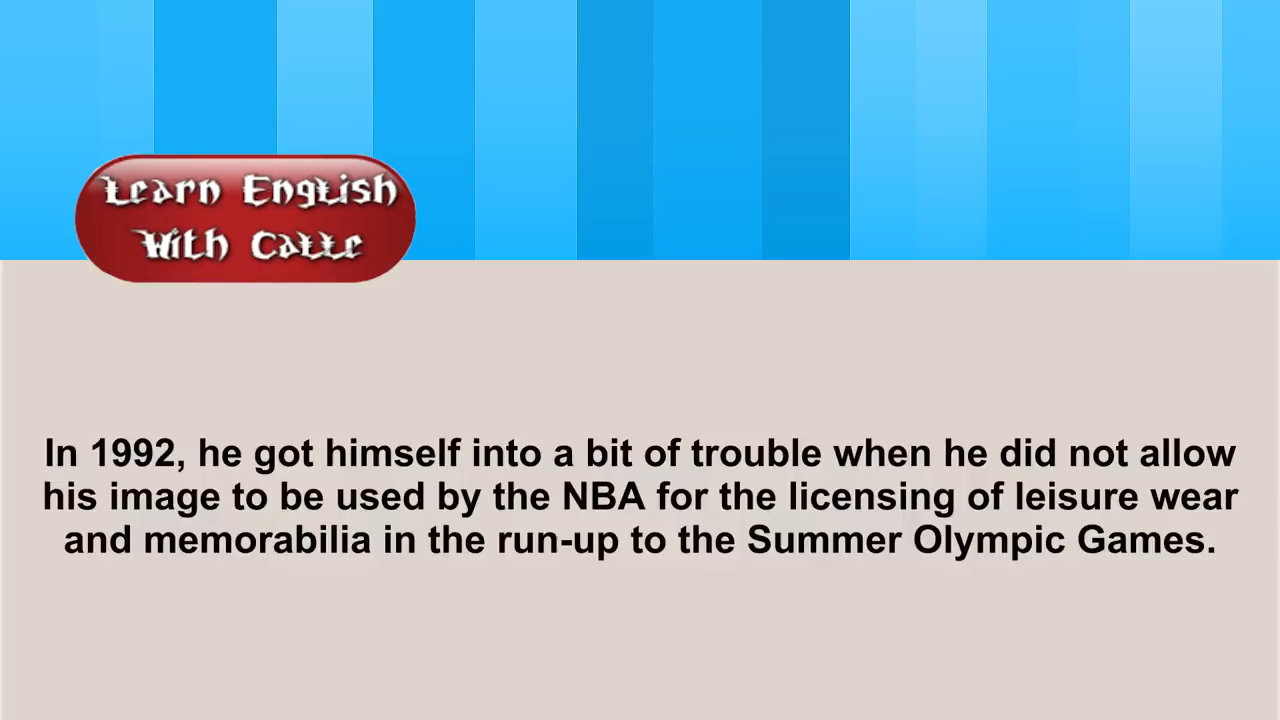 Learn English
With Calle
In 1992, he got himself into a bit of trouble when he did not allow
his image to be used by the NBA for the licensing of leisure wear
and memorabilia in the run-up to the Summer Olympic Games.